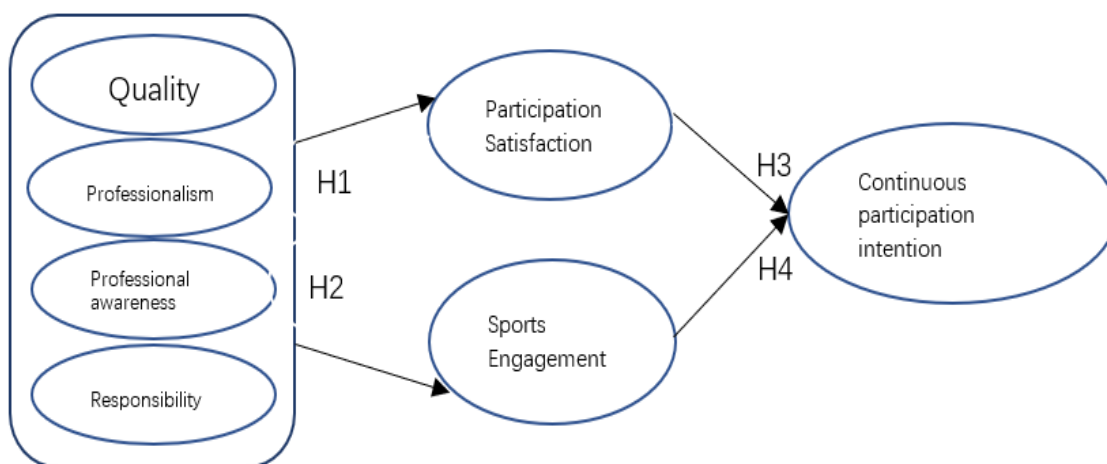 Quality
Professionalism
Professional
awareness
Responsibility
H1
H2
Participation
Satisfaction
Sports
Engagement
H3
H4
Continuous
participation
intention